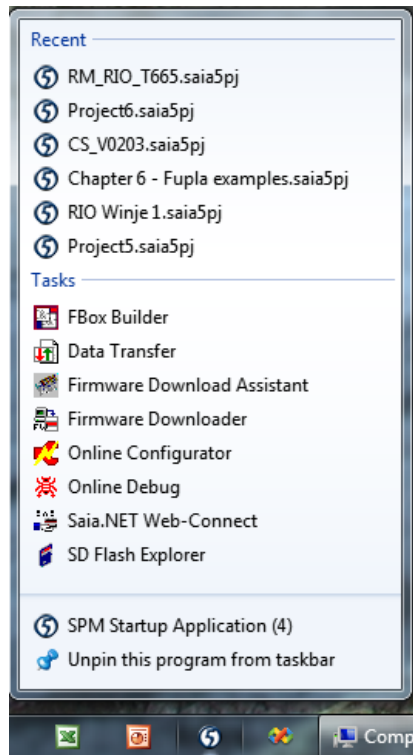 Recent
RM_RIO_T665.saia5pj
Project6.saia5pj
CS_V0203.saia5pj
Chapter 6 - Fupla examples.saia5pj
RIO Winje 1.saia5pj
Project5.saia5pj
Tasks
FBox Builder
Data Transfer
Firmware Download Assistant
Firmware Downloader
Online Configurator
Online Debug
Saia.NET Web-Connect
SD Flash Explorer
SPM Startup Application (4)
Unpin this program from taskbar
Comp